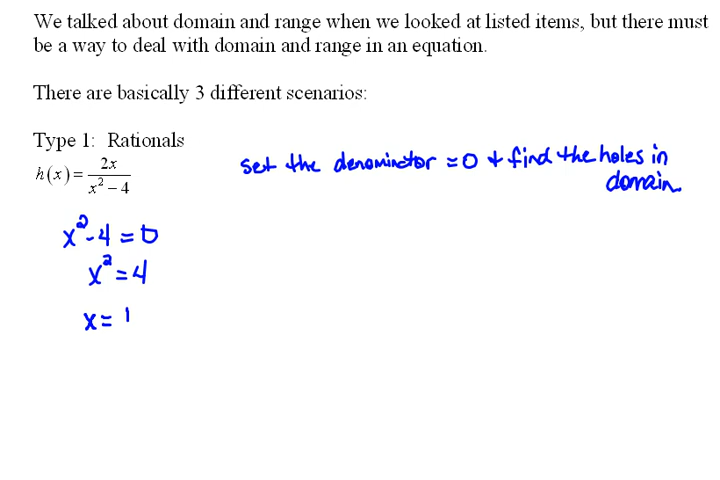 We talked about domain and range when we looked at listed items, but there must
be a way to deal with domain and range in an equation.
There are basically 3 different scenarios:
Type 1: Rationals
h(x) = 2x / x² – 4
set the denominator = 0 + find the holes in
domain.
x² - 4 = 0
x² = 4
x = 1